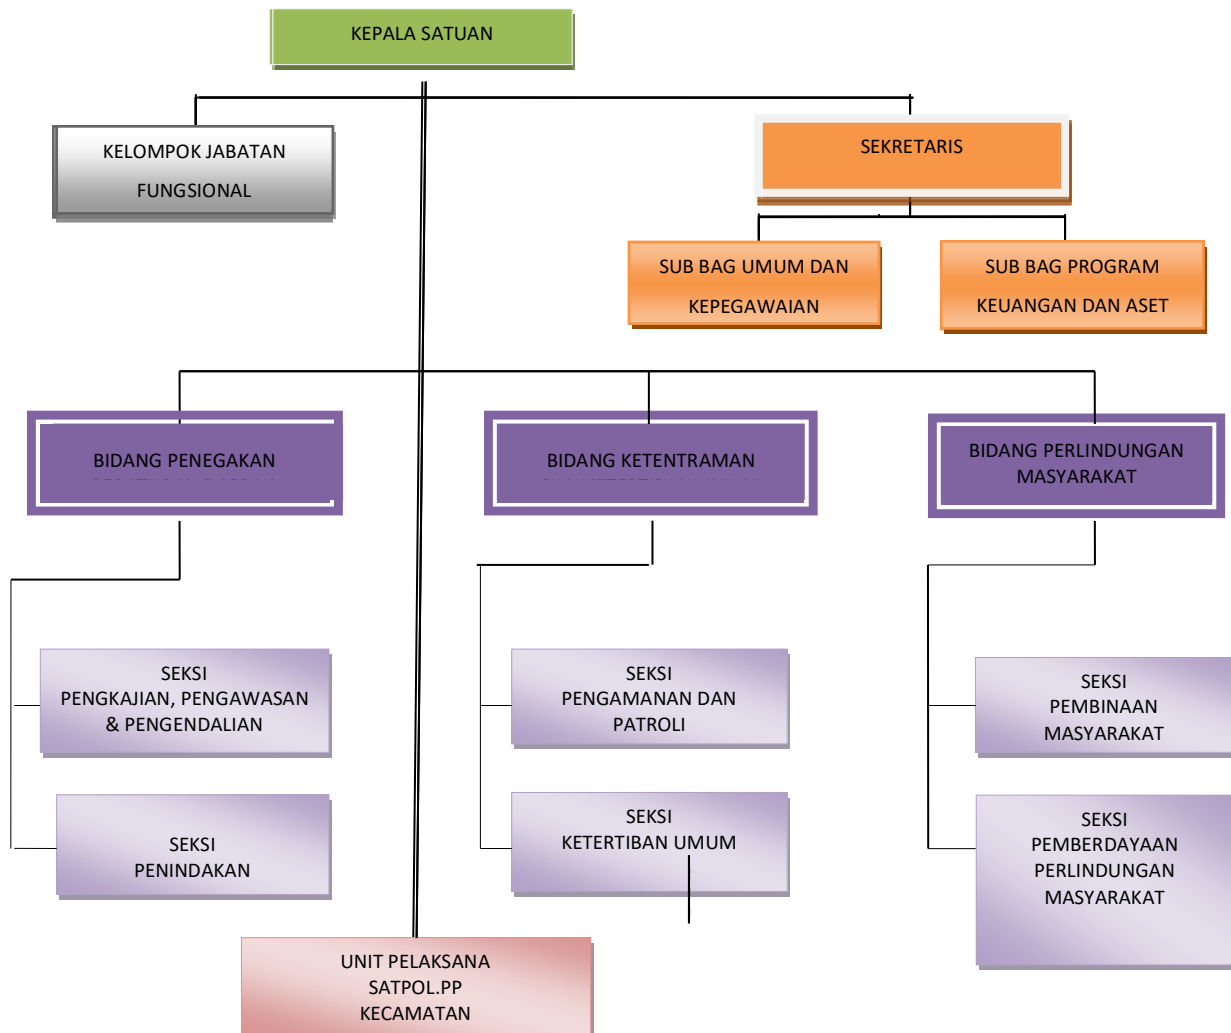 KEPALA SATUAN
KELOMPOK JABATAN
FUNGSIONAL
SEKRETARIS
SUB BAG UMUM DAN
KEPEGAWAIAN
SUB BAG PROGRAM
KEUANGAN DAN ASET
BIDANG PENEGAKAN
BIDANG KETENTRAMAN
BIDANG PERLINDUNGAN
MASYARAKAT
SEKSI
PENGKAJIAN, PENGAWASAN
& PENGENDALIAN
SEKSI
PENGAMANAN DAN
PATROLI
SEKSI
PEMBINAAN
MASYARAKAT
SEKSI
PENINDAKAN
SEKSI
KETERTIBAN UMUM
SEKSI
PEMBERDAYAAN
PERLINDUNGAN
MASYARAKAT
UNIT PELAKSANA
SATPOL.PP
KECAMATAN